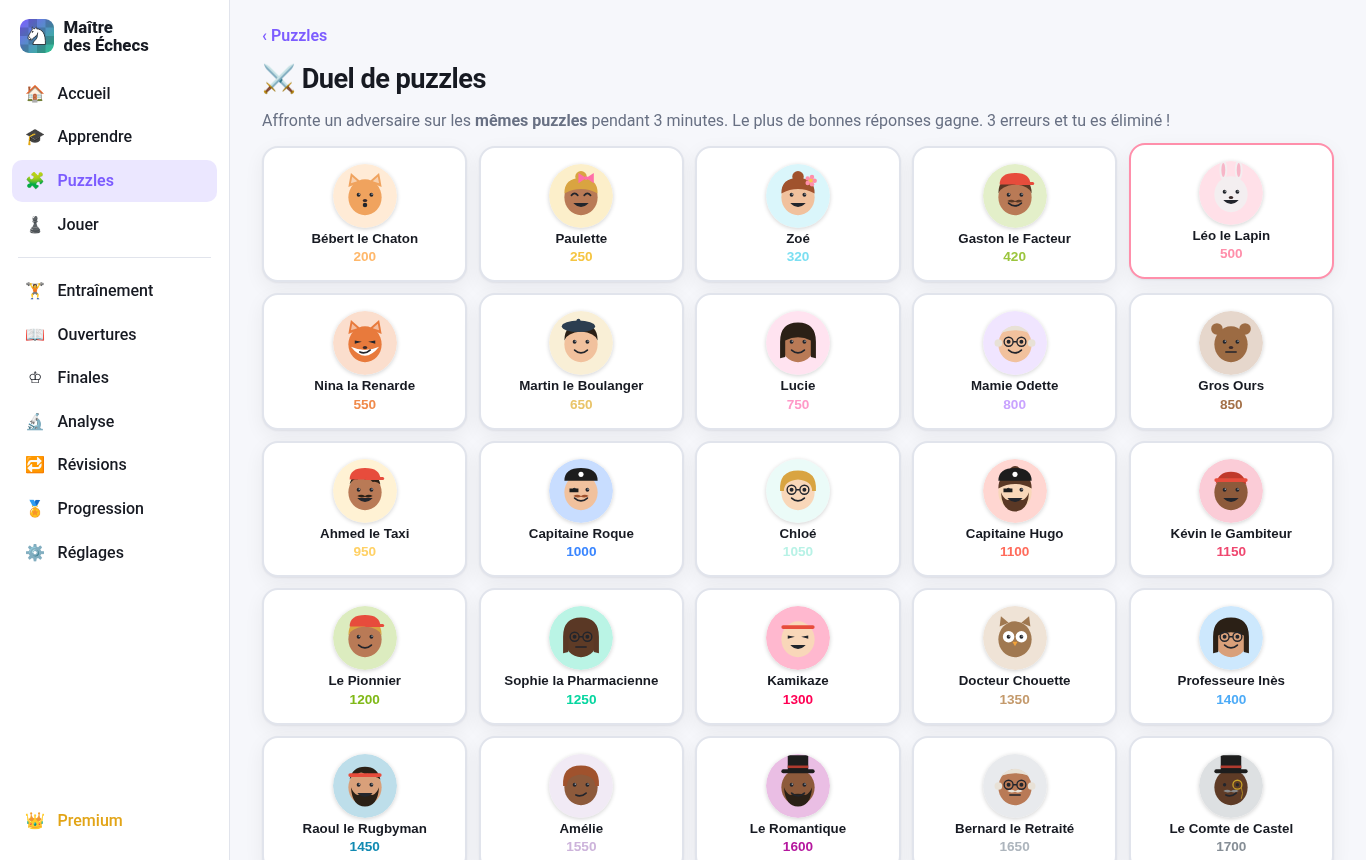 Maître
des Échecs
Accueil
Apprendre
Puzzles
Jouer
Entraînement
Ouvertures
Finales
Analyse
Révisions
Progression
Réglages
Premium
‹ Puzzles
Duel de puzzles
Affronte un adversaire sur les mêmes puzzles pendant 3 minutes. Le plus de bonnes réponses gagne. 3 erreurs et tu es éliminé !
Bébert le Chaton
200
Paulette
250
Zoé
320
Gaston le Facteur
420
Léo le Lapin
500
Nina la Renarde
550
Martin le Boulanger
650
Lucie
750
Mamie Odette
800
Gros Ours
850
Ahmed le Taxi
950
Capitaine Roque
1000
Chloé
1050
Capitaine Hugo
1100
Kévin le Gambiteur
1150
Le Pionnier
1200
Sophie la Pharmacienne
1250
Kamikaze
1300
Docteur Chouette
1350
Professeure Inès
1400
Raoul le Rugbyman
1450
Amélie
1550
Le Romantique
1600
Bernard le Retraité
1650
Le Comte de Castel
1700